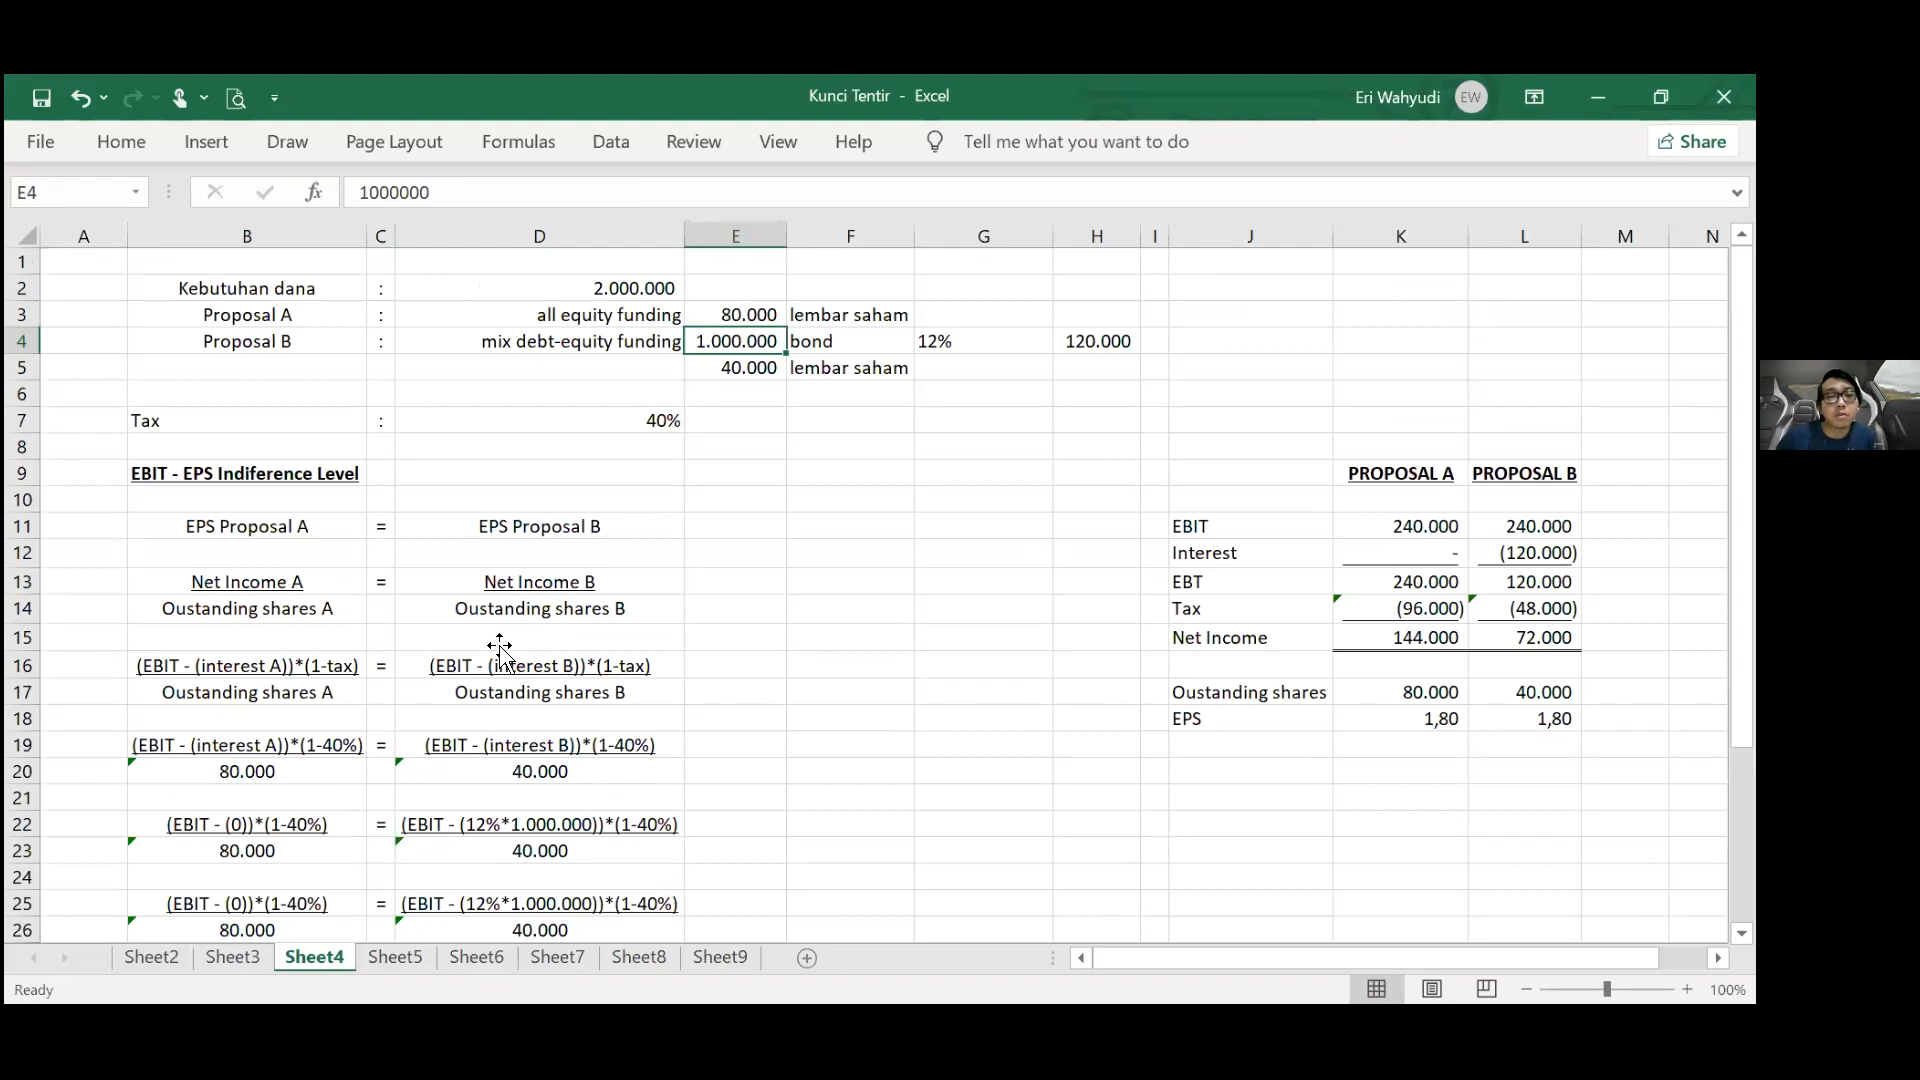 Kunci Tentir - Excel
Eri Wahyudi EW
File Home Insert Draw Page Layout Formulas Data Review View Help Tell me what you want to do Share
E4 fx 1000000
A B C D E F G H I J K L M N
1
2 Kebutuhan dana : 2.000.000
3 Proposal A : all equity funding 80.000 lembar saham
4 Proposal B : mix debt-equity funding 1.000.000 bond 12% 120.000
5 40.000 lembar saham
6
7 Tax : 40%
8
9 EBIT - EPS Indiference Level PROPOSAL A PROPOSAL B
10
11 EPS Proposal A = EPS Proposal B EBIT 240.000 240.000
12 Interest - (120.000)
13 Net Income A = Net Income B EBT 240.000 120.000
14 Oustanding shares A Oustanding shares B Tax (96.000) (48.000)
15 Net Income 144.000 72.000
16 (EBIT - (interest A))*(1-tax) = (EBIT - (interest B))*(1-tax)
17 Oustanding shares A Oustanding shares B Oustanding shares 80.000 40.000
18 EPS 1,80 1,80
19 (EBIT - (interest A))*(1-40%) = (EBIT - (interest B))*(1-40%)
20 80.000 40.000
21
22 (EBIT - (0))*(1-40%) = (EBIT - (12%*1.000.000))*(1-40%)
23 80.000 40.000
24
25 (EBIT - (0))*(1-40%) = (EBIT - (12%*1.000.000))*(1-40%)
26 80.000 40.000
Sheet2 Sheet3 Sheet4 Sheet5 Sheet6 Sheet7 Sheet8 Sheet9
Ready 100%